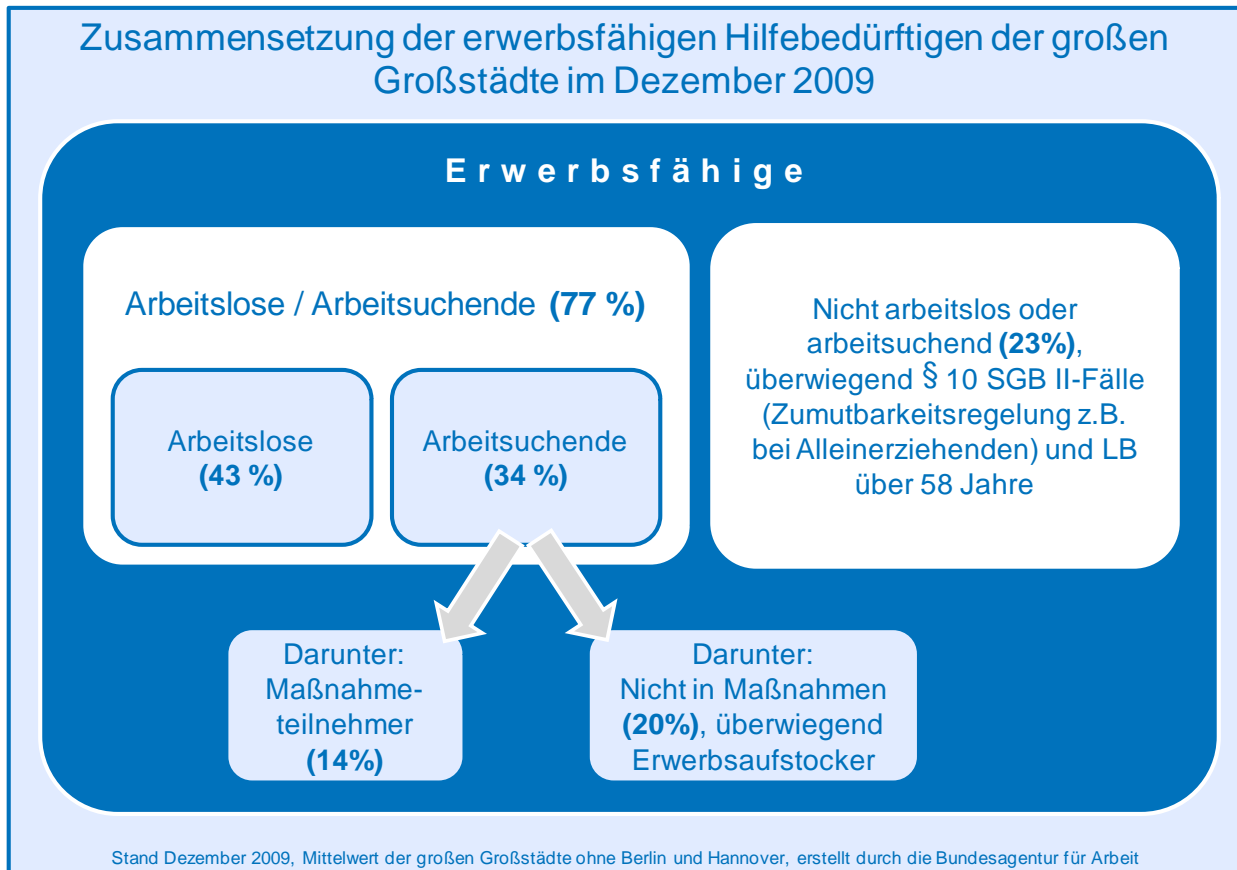 Zusammensetzung der erwerbsfähigen Hilfebedürftigen der großen
Großstädte im Dezember 2009
Erwerbsfähige
Arbeitslose / Arbeitsuchende (77 %)
Arbeitslose
(43 %)
Arbeitsuchende
(34 %)
Nicht arbeitslos oder
arbeitsuchend (23%),
überwiegend § 10 SGB II-Fälle
(Zumutbarkeitsregelung z.B.
bei Alleinerziehenden) und LB
über 58 Jahre
Darunter:
Maßnahme-
teilnehmer
(14%)
Darunter:
Nicht in Maßnahmen
(20%), überwiegend
Erwerbsaufstocker
Stand Dezember 2009, Mittelwert der großen Großstädte ohne Berlin und Hannover, erstellt durch die Bundesagentur für Arbeit